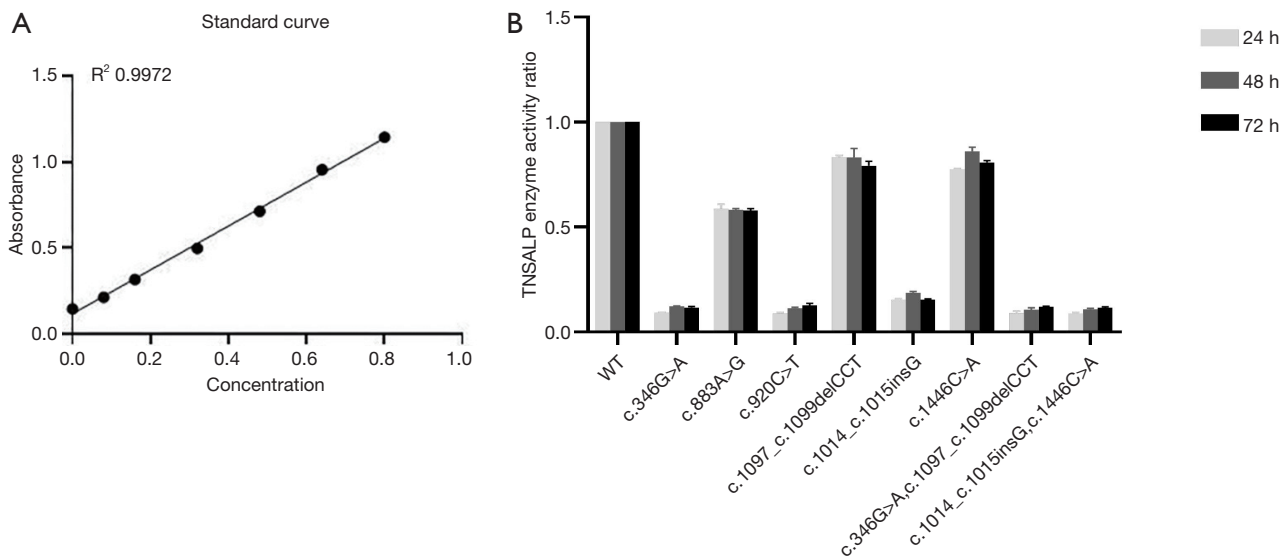 A
Standard curve
R² 0.9972
1.5
1.0
0.5
0.0
Absorbance
0.0 0.2 0.4 0.6 0.8 1.0
Concentration
B
1.5
1.0
0.5
0.0
TNSALP enzyme activity ratio
WT
c.346G>A
c.883A>G
c.920C>T
c.1097_c.1099delCCT
c.1014_c.1015insG
c.1446C>A
c.346G>A,c.1097_c.1099delCCT
c.1014_c.1015insG,c.1446C>A
24 h
48 h
72 h